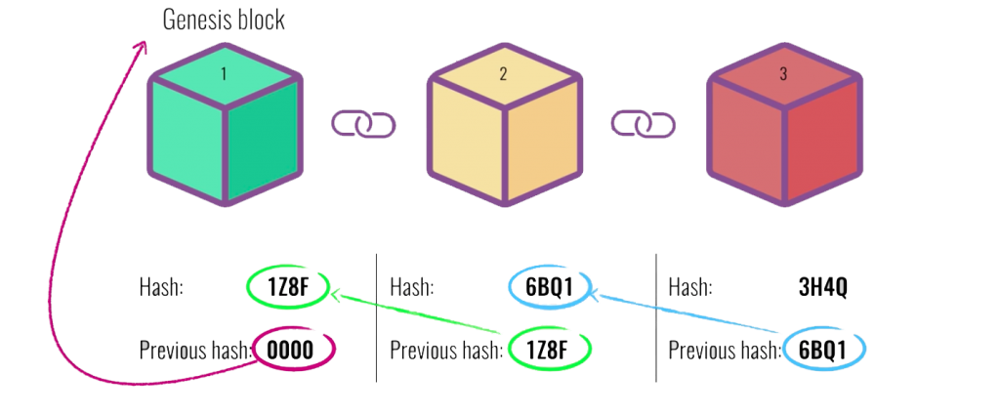 Genesis block
1
2
3
Hash: 1Z8F
Hash: 6BQ1
Hash: 3H4Q
Previous hash: 0000
Previous hash: 1Z8F
Previous hash: 6BQ1